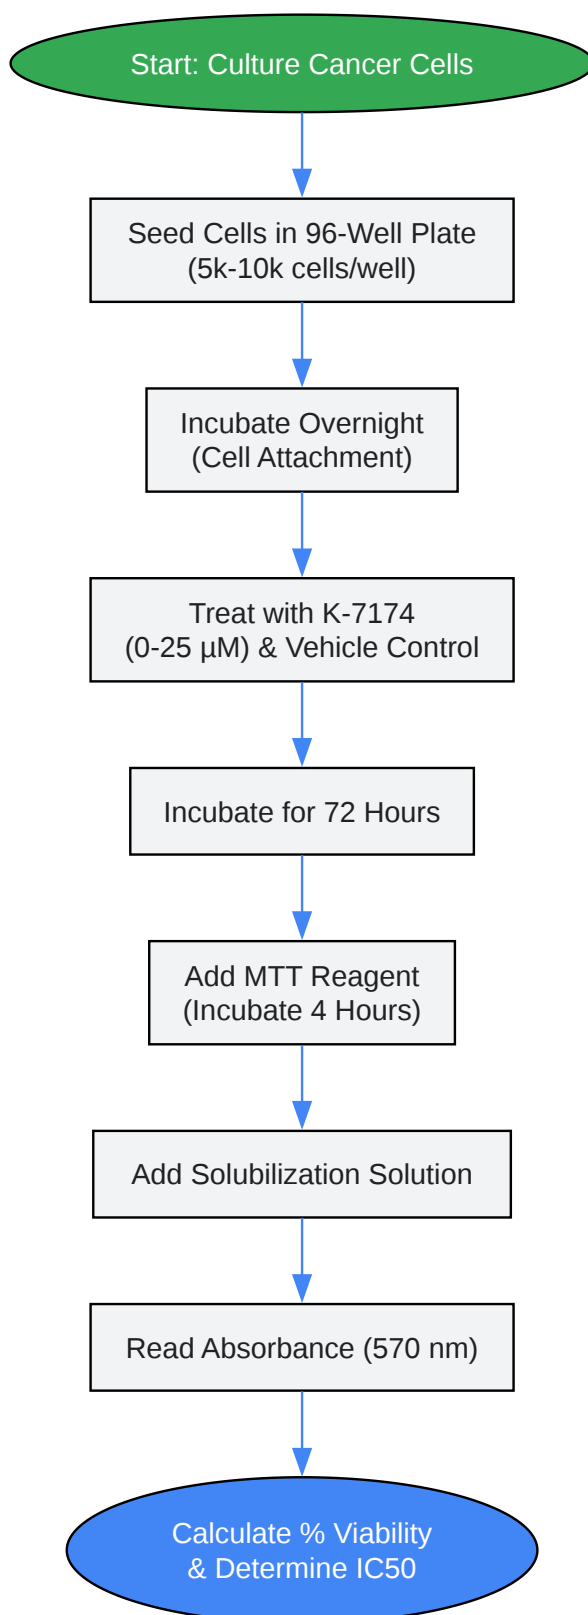 Start: Culture Cancer Cells
Seed Cells in 96-Well Plate
(5k-10k cells/well)
Incubate Overnight
(Cell Attachment)
Treat with K-7174
(0-25 µM) & Vehicle Control
Incubate for 72 Hours
Add MTT Reagent
(Incubate 4 Hours)
Add Solubilization Solution
Read Absorbance (570 nm)
Calculate % Viability
& Determine IC50